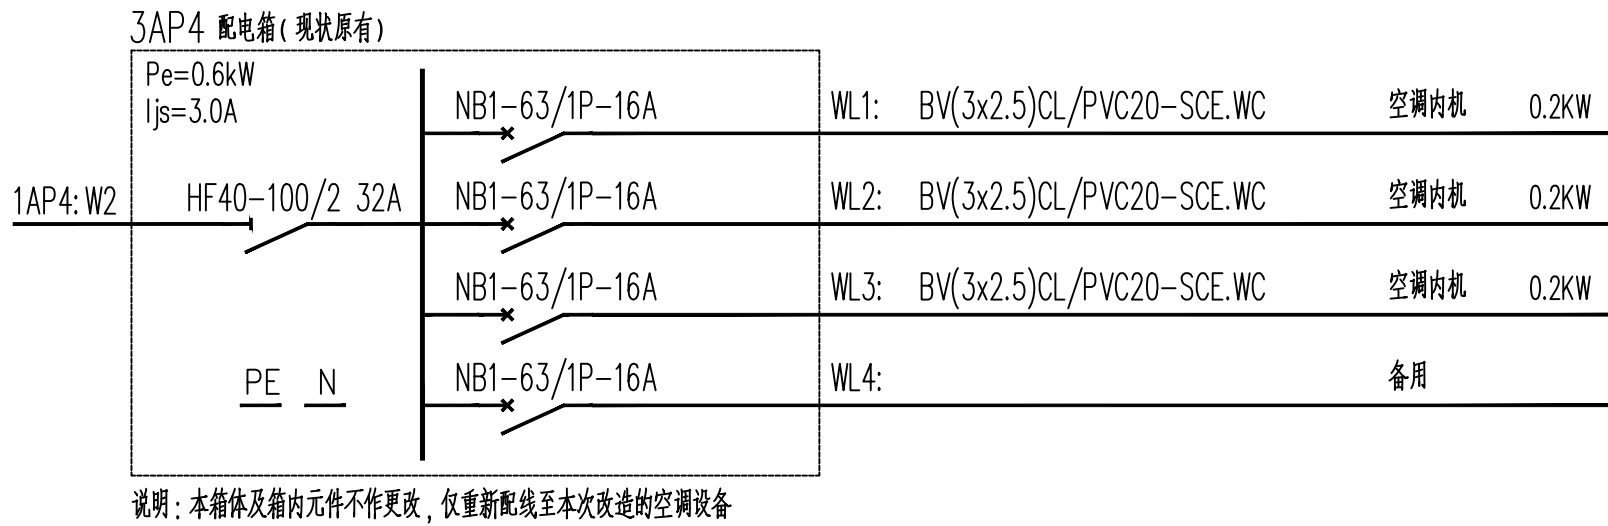 3AP4 配电箱(现状原有)
Pe=0.6kW
Ijs=3.0A
NB1-63/1P-16A WL1: BV(3x2.5)CL/PVC20-SCE.WC 空调内机 0.2KW
1AP4:W2 HF40-100/2 32A NB1-63/1P-16A WL2: BV(3x2.5)CL/PVC20-SCE.WC 空调内机 0.2KW
NB1-63/1P-16A WL3: BV(3x2.5)CL/PVC20-SCE.WC 空调内机 0.2KW
PE N NB1-63/1P-16A WL4: 备用
说明:本箱体及箱内元件不作更改,仅重新配线至本次改造的空调设备